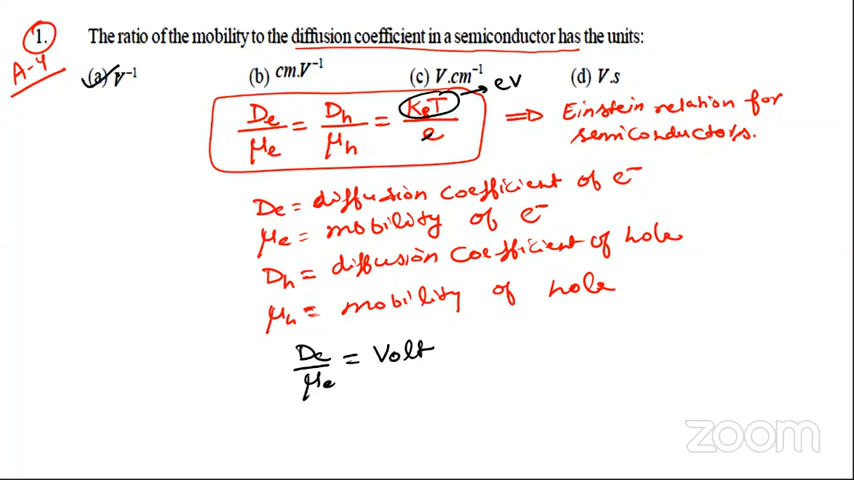 1. The ratio of the mobility to the diffusion coefficient in a semiconductor has the units:
A-4
(a) V⁻¹ (b) cm.V⁻¹ (c) V.cm⁻¹ (d) V.s
De/μe = Dh/μh = KBT/e → eV ⇒ Einstein relation for
semiconductors.
De = diffusion coefficient of e⁻
μe = mobility of e⁻
Dh = diffusion coefficient of hole
μh = mobility of hole
De/μe = Volt
zoom